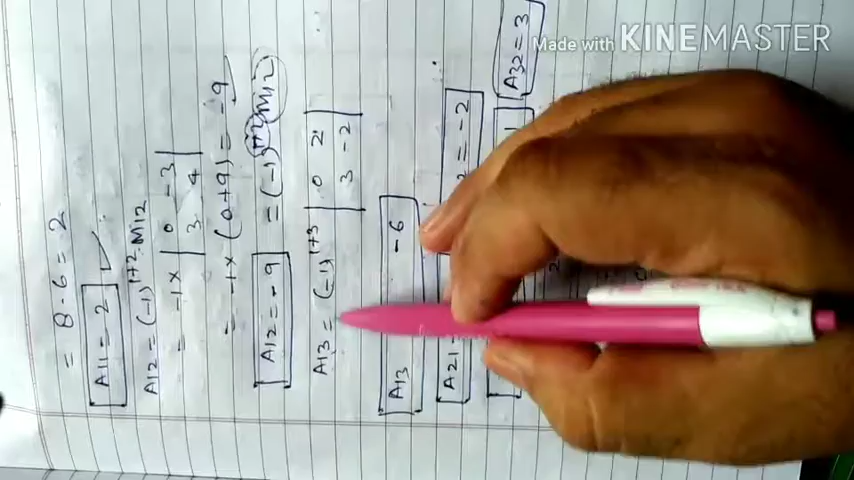 = 8 - 6 = 2
A11 = 2
A12 = (-1)^1+2 M12
= -1 × | 0 -3 |
| 3 4 |
= -1 × (0+9) = -9
A12 = -9 = (-1)^1+2 M12
A13 = (-1)^1+3 | 0 2 |
| 3 -2 |
A13 -6
A21 = -2
A32 = 3
Made with KINEMASTER